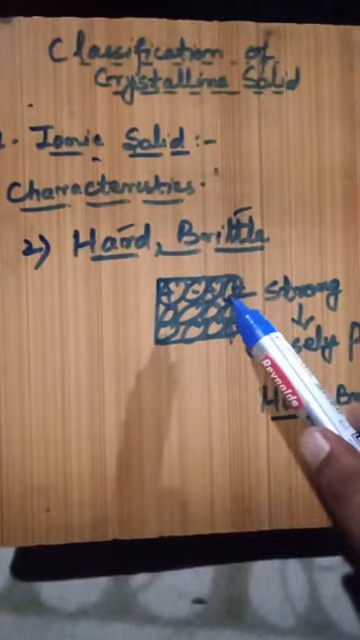 Classification of
Crystalline Solid
1. Ionic Solid :-
Characteristics.
2) Hard, Brittle
+ - + strong
Reynolds